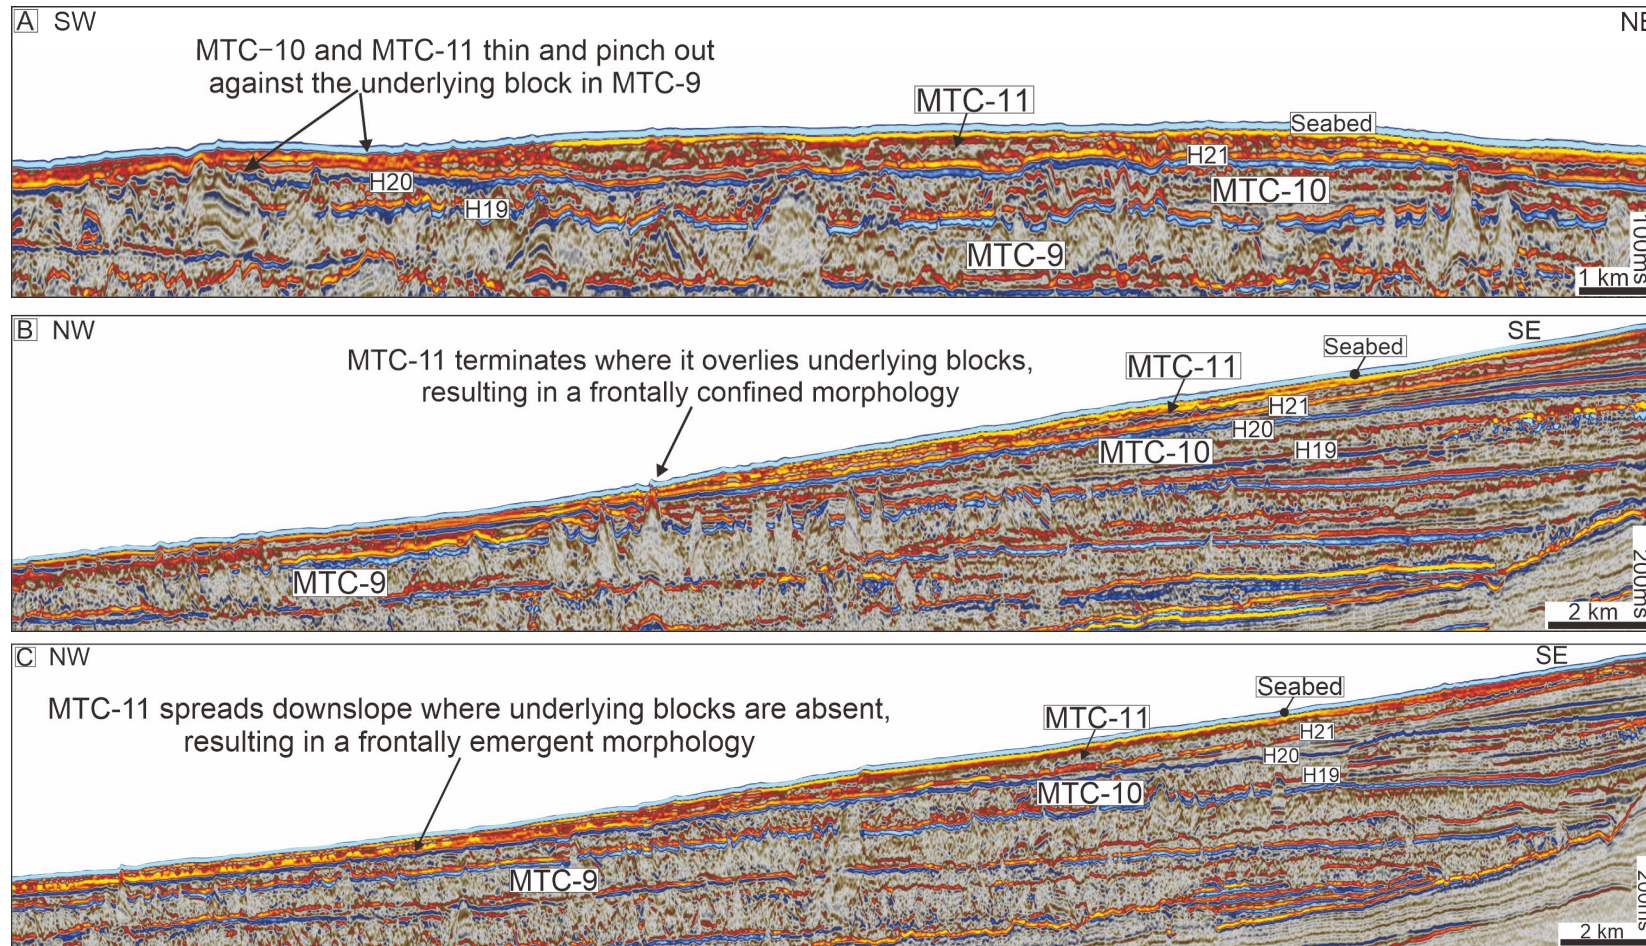 A SW
NE
MTC-10 and MTC-11 thin and pinch out
against the underlying block in MTC-9
MTC-11
Seabed
H21
H20
MTC-10
H19
MTC-9
100ms
1 km
B NW
SE
MTC-11 terminates where it overlies underlying blocks,
resulting in a frontally confined morphology
Seabed
MTC-11
H21
H20
MTC-10
H19
MTC-9
200ms
2 km
C NW
SE
MTC-11 spreads downslope where underlying blocks are absent,
resulting in a frontally emergent morphology
Seabed
MTC-11
H21
H20
H19
MTC-10
MTC-9
200ms
2 km